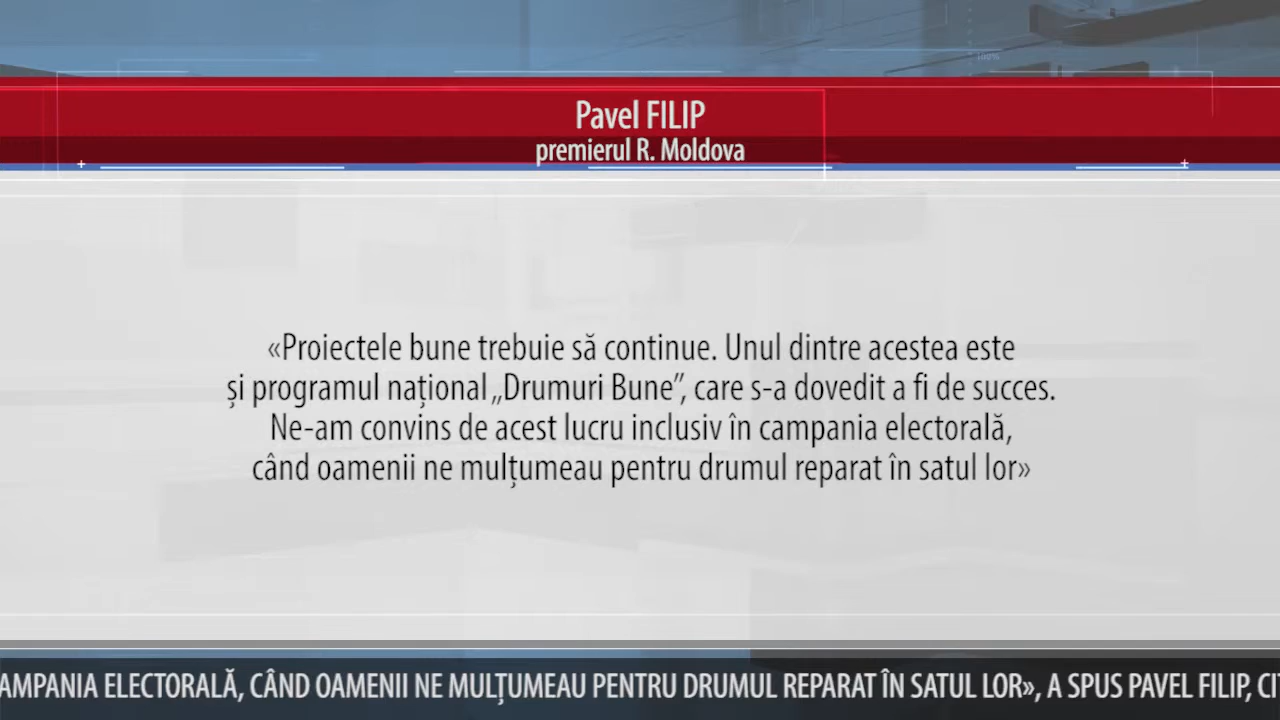 Pavel FILIP
premierul R. Moldova
«Proiectele bune trebuie să continue. Unul dintre acestea este
și programul național „Drumuri Bune”, care s-a dovedit a fi de succes.
Ne-am convins de acest lucru inclusiv în campania electorală,
când oamenii ne mulțumeau pentru drumul reparat în satul lor»
ELECTORALĂ, CÂND OAMENII NE MULȚUMEAU PENTRU DRUMUL REPARAT ÎN SATUL LOR», A SPUS PAVEL FILIP,